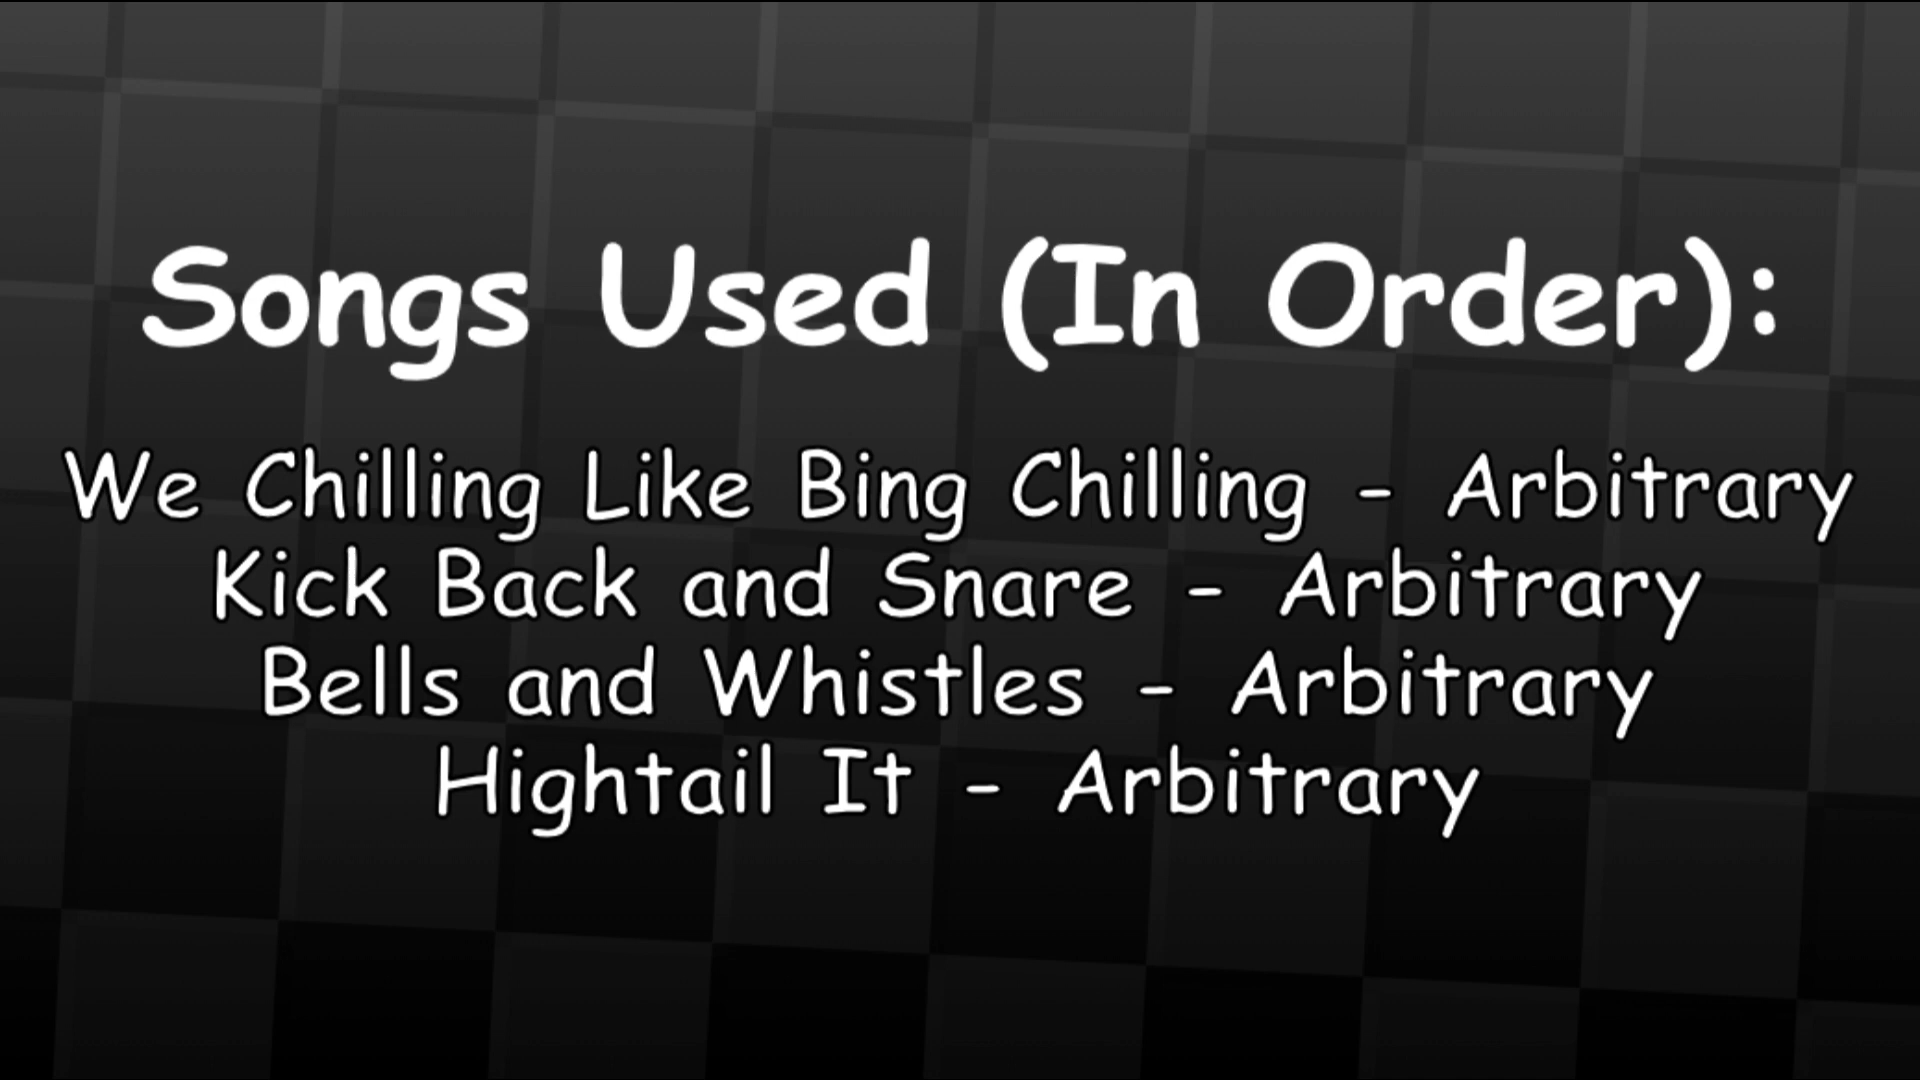 Songs Used (In Order):
We Chilling Like Bing Chilling - Arbitrary
Kick Back and Snare - Arbitrary
Bells and Whistles - Arbitrary
Hightail It - Arbitrary